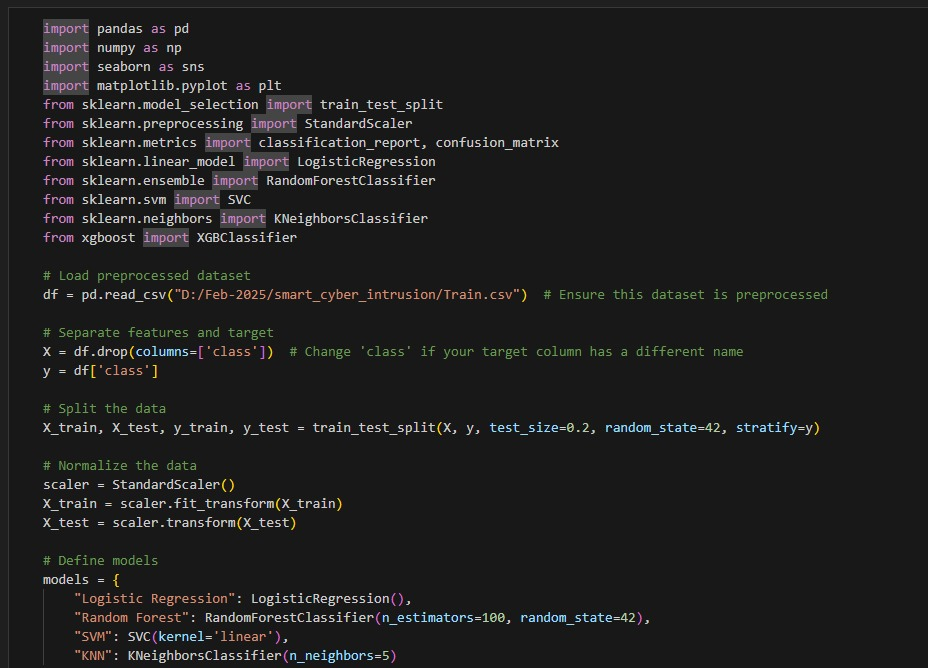 import pandas as pd
import numpy as np
import seaborn as sns
import matplotlib.pyplot as plt
from sklearn.model_selection import train_test_split
from sklearn.preprocessing import StandardScaler
from sklearn.metrics import classification_report, confusion_matrix
from sklearn.linear_model import LogisticRegression
from sklearn.ensemble import RandomForestClassifier
from sklearn.svm import SVC
from sklearn.neighbors import KNeighborsClassifier
from xgboost import XGBClassifier

# Load preprocessed dataset
df = pd.read_csv("D:/Feb-2025/smart_cyber_intrusion/Train.csv")  # Ensure this dataset is preprocessed

# Separate features and target
X = df.drop(columns=['class'])  # Change 'class' if your target column has a different name
y = df['class']

# Split the data
X_train, X_test, y_train, y_test = train_test_split(X, y, test_size=0.2, random_state=42, stratify=y)

# Normalize the data
scaler = StandardScaler()
X_train = scaler.fit_transform(X_train)
X_test = scaler.transform(X_test)

# Define models
models = {
    "Logistic Regression": LogisticRegression(),
    "Random Forest": RandomForestClassifier(n_estimators=100, random_state=42),
    "SVM": SVC(kernel='linear'),
    "KNN": KNeighborsClassifier(n_neighbors=5)